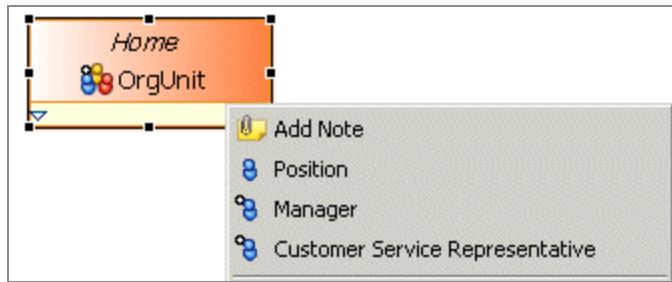 Home
OrgUnit
Add Note
Position
Manager
Customer Service Representative